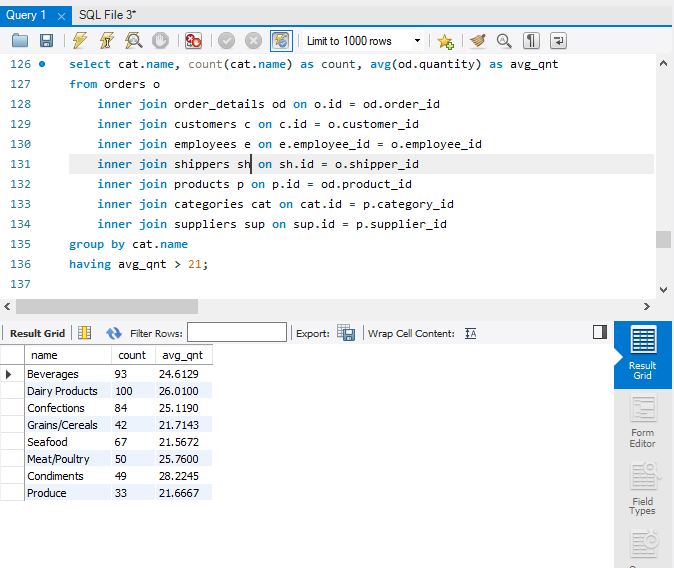 Query 1 SQL File 3*
Limit to 1000 rows
126 select cat.name, count(cat.name) as count, avg(od.quantity) as avg_qnt
127 from orders o
128 inner join order_details od on o.id = od.order_id
129 inner join customers c on c.id = o.customer_id
130 inner join employees e on e.employee_id = o.employee_id
131 inner join shippers sh on sh.id = o.shipper_id
132 inner join products p on p.id = od.product_id
133 inner join categories cat on cat.id = p.category_id
134 inner join suppliers sup on sup.id = p.supplier_id
135 group by cat.name
136 having avg_qnt > 21;
137
Result Grid Filter Rows: Export: Wrap Cell Content:
name count avg_qnt
Beverages 93 24.6129
Dairy Products 100 26.0100
Confections 84 25.1190
Grains/Cereals 42 21.7143
Seafood 67 21.5672
Meat/Poultry 50 25.7600
Condiments 49 28.2245
Produce 33 21.6667
Result
Grid
Form
Editor
Field
Types